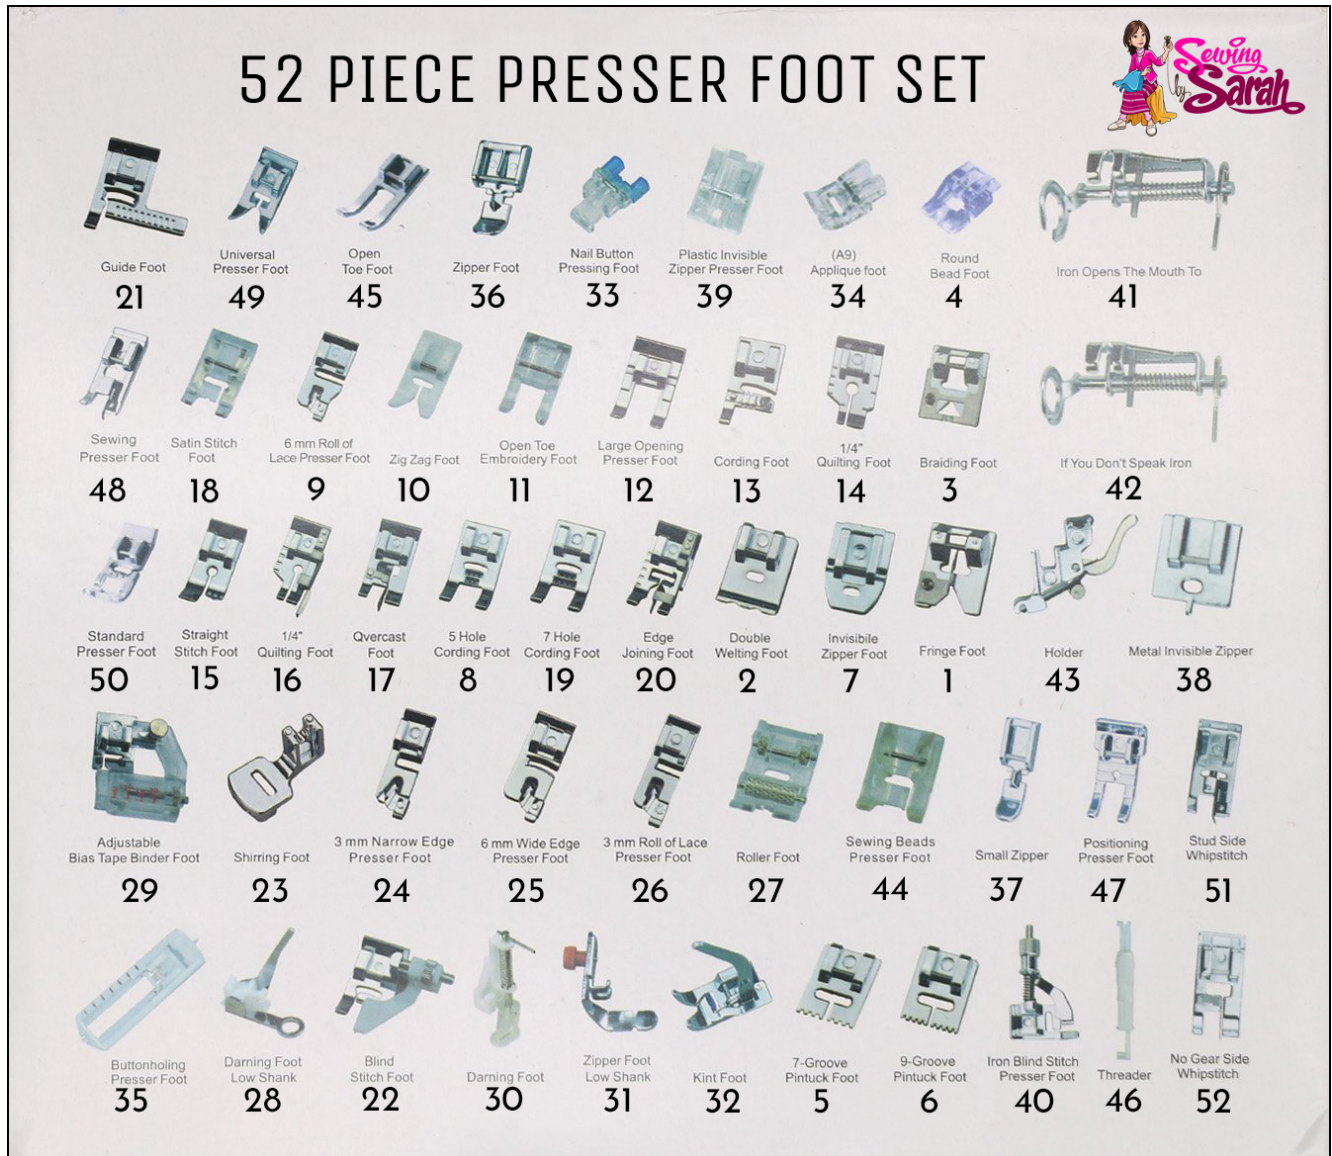 52 PIECE PRESSER FOOT SET
Sewing
by
Sarah
Guide Foot
21
Universal
Presser Foot
49
Open
Toe Foot
45
Zipper Foot
36
Nail Button
Pressing Foot
33
Plastic Invisible
Zipper Presser Foot
39
(A9)
Applique foot
34
Round
Bead Foot
4
Iron Opens The Mouth To
41
Sewing
Presser Foot
48
Satin Stitch
Foot
18
6 mm Roll of
Lace Presser Foot
9
Zig Zag Foot
10
Open Toe
Embroidery Foot
11
Large Opening
Presser Foot
12
Cording Foot
13
1/4"
Quilting Foot
14
Braiding Foot
3
If You Don't Speak Iron
42
Standard
Presser Foot
50
Straight
Stitch Foot
15
1/4"
Quilting Foot
16
Qvercast
Foot
17
5 Hole
Cording Foot
8
7 Hole
Cording Foot
19
Edge
Joining Foot
20
Double
Welting Foot
2
Invisibile
Zipper Foot
7
Fringe Foot
1
Holder
43
Metal Invisible Zipper
38
Adjustable
Bias Tape Binder Foot
29
Shirring Foot
23
3 mm Narrow Edge
Presser Foot
24
6 mm Wide Edge
Presser Foot
25
3 mm Roll of Lace
Presser Foot
26
Roller Foot
27
Sewing Beads
Presser Foot
44
Small Zipper
37
Positioning
Presser Foot
47
Stud Side
Whipstitch
51
Buttonholing
Presser Foot
35
Darning Foot
Low Shank
28
Blind
Stitch Foot
22
Darning Foot
30
Zipper Foot
Low Shank
31
Kint Foot
32
7-Groove
Pintuck Foot
5
9-Groove
Pintuck Foot
6
Iron Blind Stitch
Presser Foot
40
Threader
46
No Gear Side
Whipstitch
52